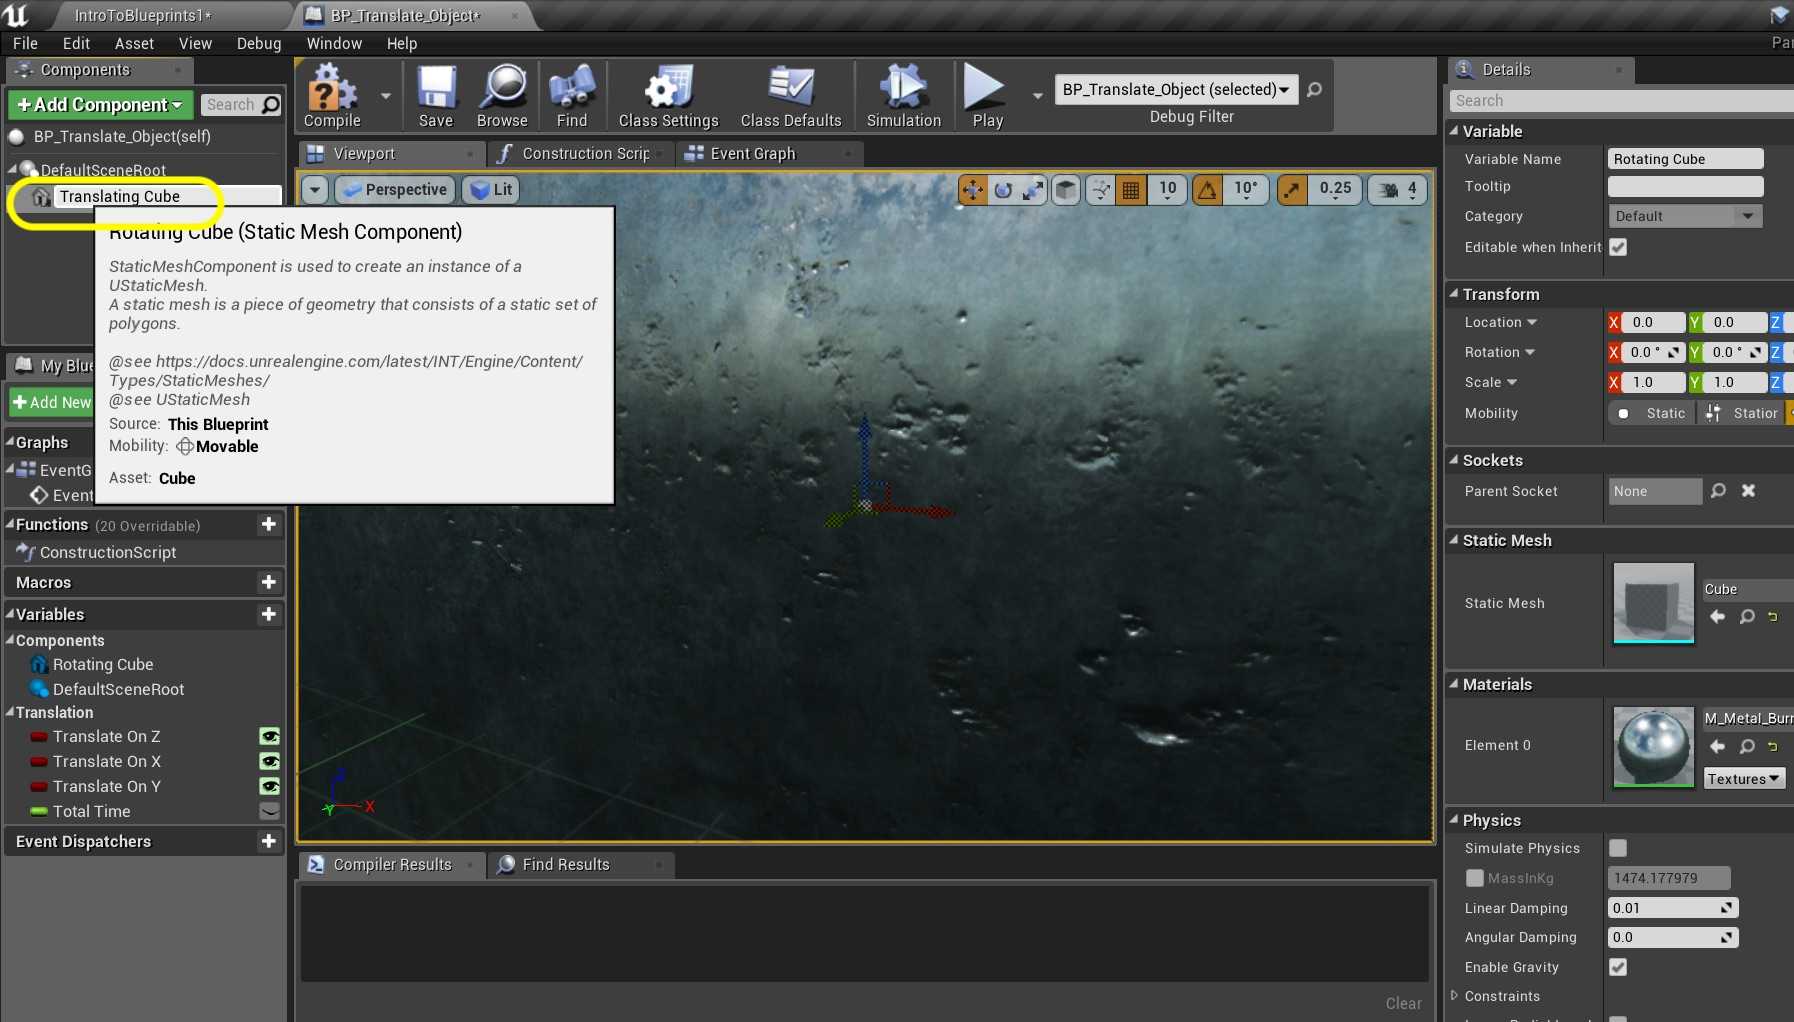 IntroToBlueprints1*
BP_Translate_Object*
File Edit Asset View Debug Window Help
Components
+Add Component
Search
BP_Translate_Object(self)
DefaultSceneRoot
Translating Cube
Rotating Cube (Static Mesh Component)
StaticMeshComponent is used to create an instance of a
UStaticMesh.
A static mesh is a piece of geometry that consists of a static set of
polygons.
@see https://docs.unrealengine.com/latest/INT/Engine/Content/
Types/StaticMeshes/
@see UStaticMesh
Source: This Blueprint
Mobility: Movable
Asset: Cube
My Blue
+Add New
Graphs
EventG
Event
Functions (20 Overridable)
ConstructionScript
Macros
Variables
Components
Rotating Cube
DefaultSceneRoot
Translation
Translate On Z
Translate On X
Translate On Y
Total Time
Event Dispatchers
Compile Save Browse Find Class Settings Class Defaults Simulation Play
BP_Translate_Object (selected)
Debug Filter
Viewport
Construction Scrip
Event Graph
Perspective
Lit
10
10°
0.25
4
Z
X
Y
Compiler Results
Find Results
Clear
Par
Details
Search
Variable
Variable Name Rotating Cube
Tooltip
Category Default
Editable when Inherit
Transform
Location X 0.0 Y 0.0 Z
Rotation X 0.0 ° Y 0.0 ° Z
Scale X 1.0 Y 1.0 Z
Mobility Static Station
Sockets
Parent Socket None
Static Mesh
Static Mesh Cube
Materials
Element 0 M_Metal_Burn
Textures
Physics
Simulate Physics
MassInKg 1474.177979
Linear Damping 0.01
Angular Damping 0.0
Enable Gravity
Constraints